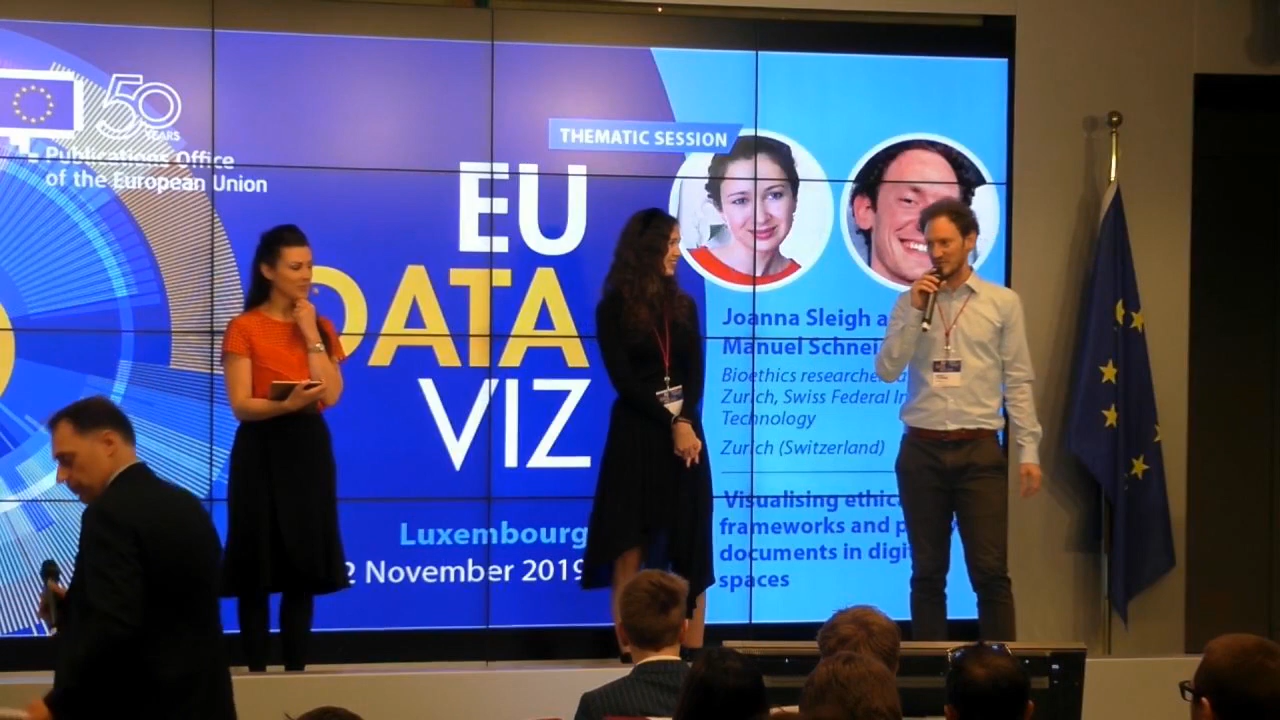 50
YEARS
Publications Office
of the European Union
THEMATIC SESSION
EU
DATA
VIZ
Luxembourg
2 November 2019
Joanna Sleigh a
Manuel Schnei
Bioethics researche
Zurich, Swiss Federal In
Technology
Zurich (Switzerland)
Visualising ethic
frameworks and p
documents in digi
spaces